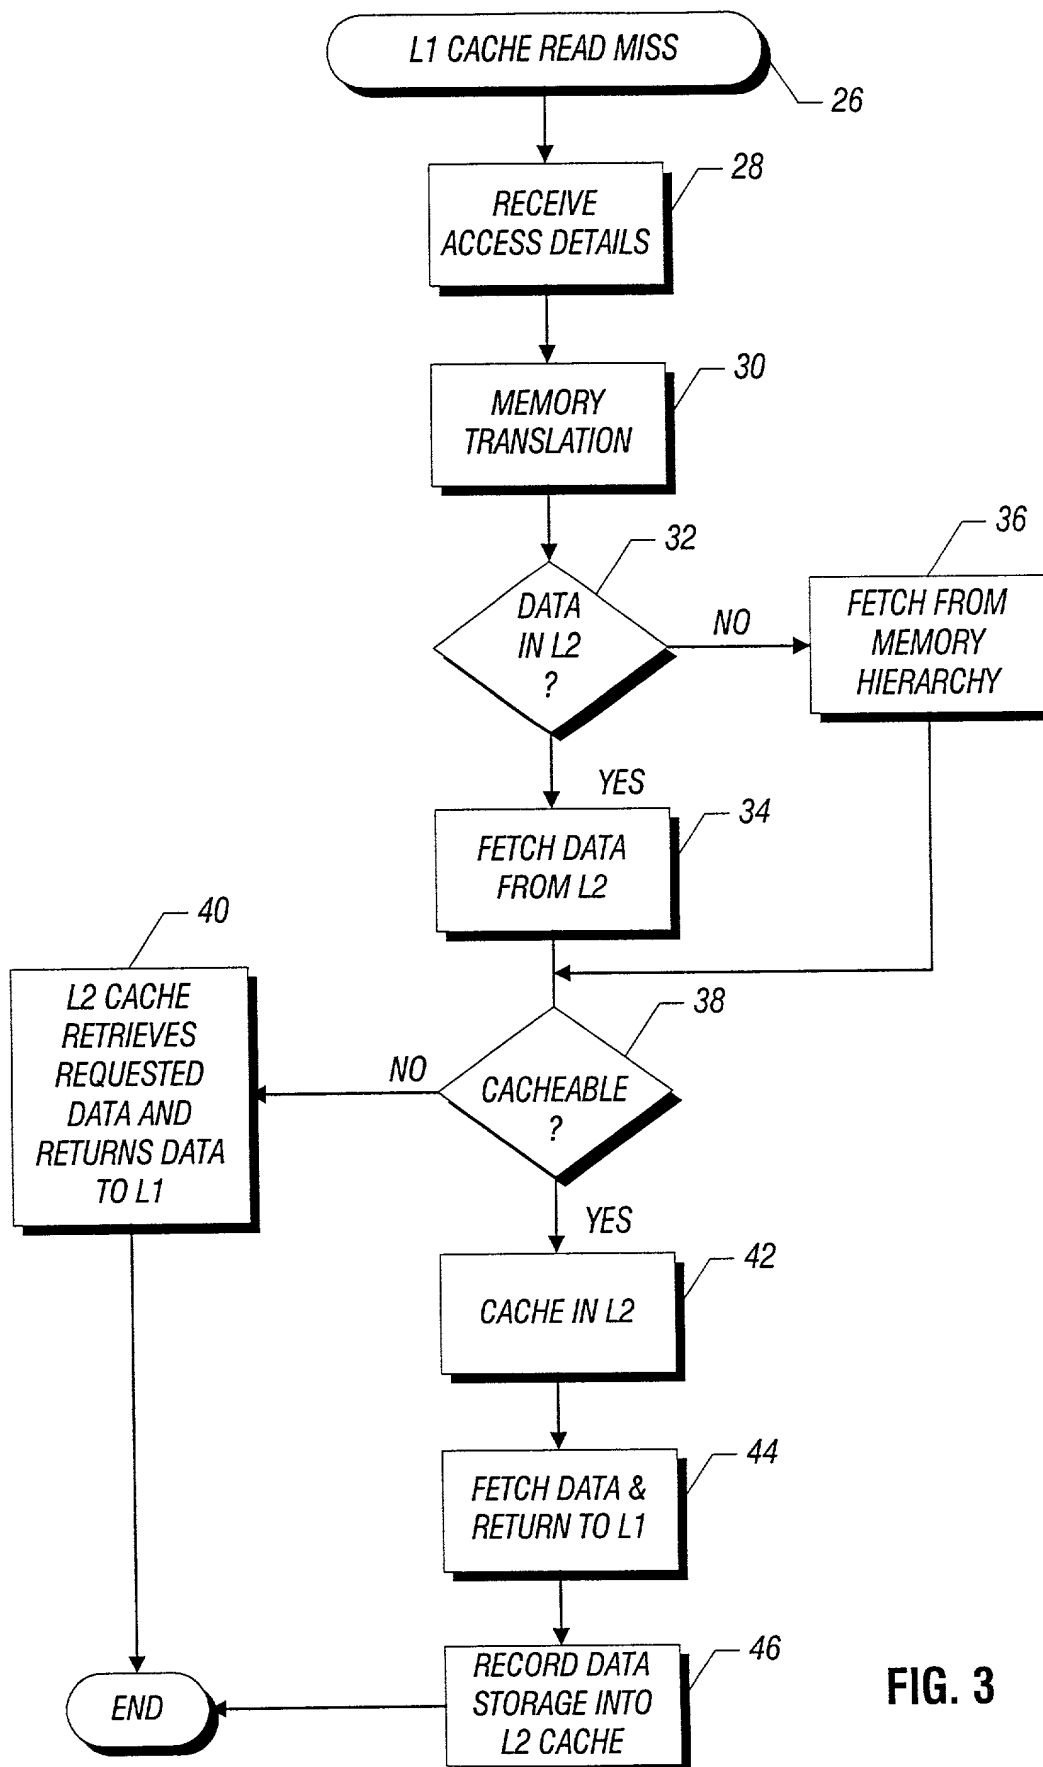 L1 CACHE READ MISS
26
28
RECEIVE
ACCESS DETAILS
30
MEMORY
TRANSLATION
32
DATA
IN L2
?
NO
36
FETCH FROM
MEMORY
HIERARCHY
YES
34
FETCH DATA
FROM L2
40
L2 CACHE
RETRIEVES
REQUESTED
DATA AND
RETURNS DATA
TO L1
38
NO
CACHEABLE
?
YES
42
CACHE IN L2
44
FETCH DATA &
RETURN TO L1
46
RECORD DATA
STORAGE INTO
L2 CACHE
END
FIG. 3